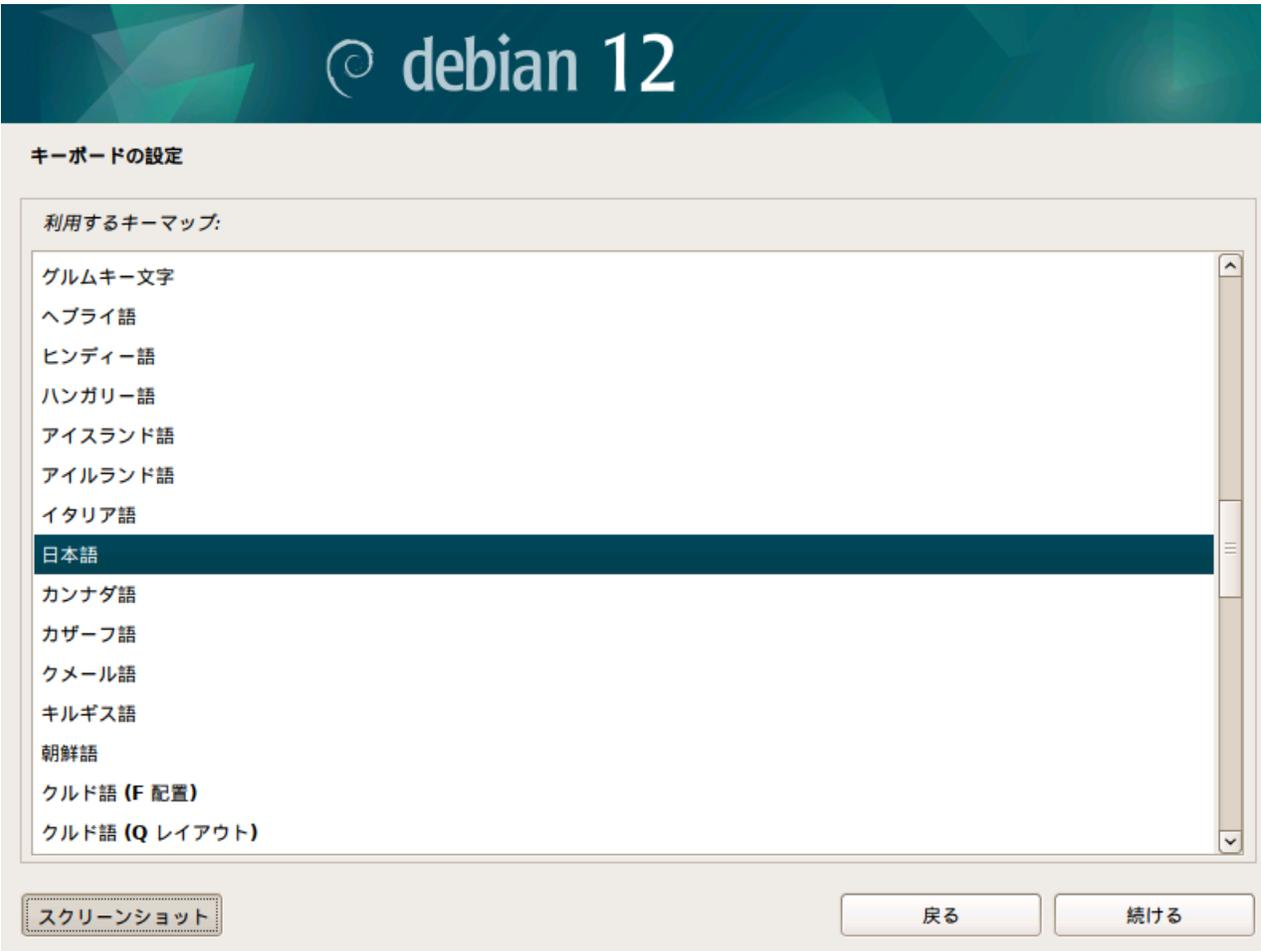 debian 12
キーボードの設定
利用するキーマップ:
グルムキー文字
ヘブライ語
ヒンディー語
ハンガリー語
アイスランド語
アイルランド語
イタリア語
日本語
カンナダ語
カザーフ語
クメール語
キルギス語
朝鮮語
クルド語 (F 配置)
クルド語 (Q レイアウト)
スクリーンショット
戻る
続ける